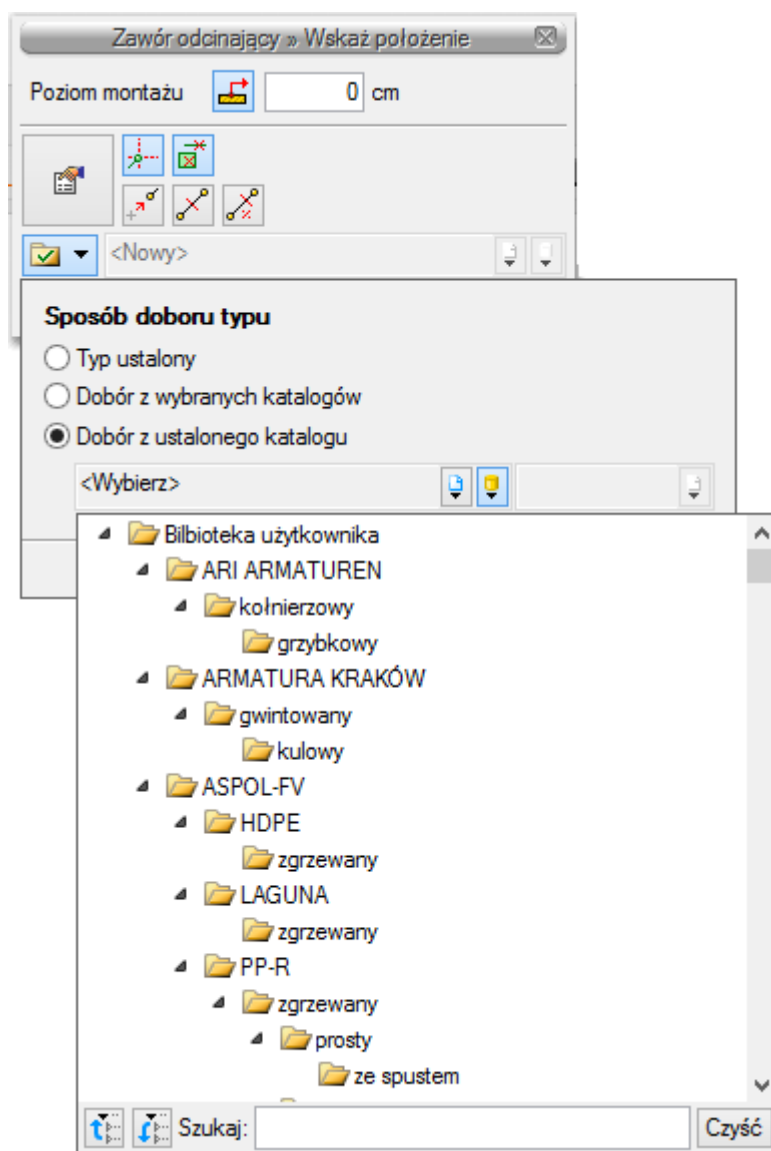 Zawór odcinający » Wskaż położenie
Poziom montażu 0 cm
<Nowy>
Sposób doboru typu
Typ ustalony
Dobór z wybranych katalogów
Dobór z ustalonego katalogu
<Wybierz>
Bilbioteka użytkownika
ARI ARMATUREN
kołnierzowy
grzybkowy
ARMATURA KRAKÓW
gwintowany
kulowy
ASPOL-FV
HDPE
zgrzewany
LAGUNA
zgrzewany
PP-R
zgrzewany
prosty
ze spustem
Szukaj: Czyść